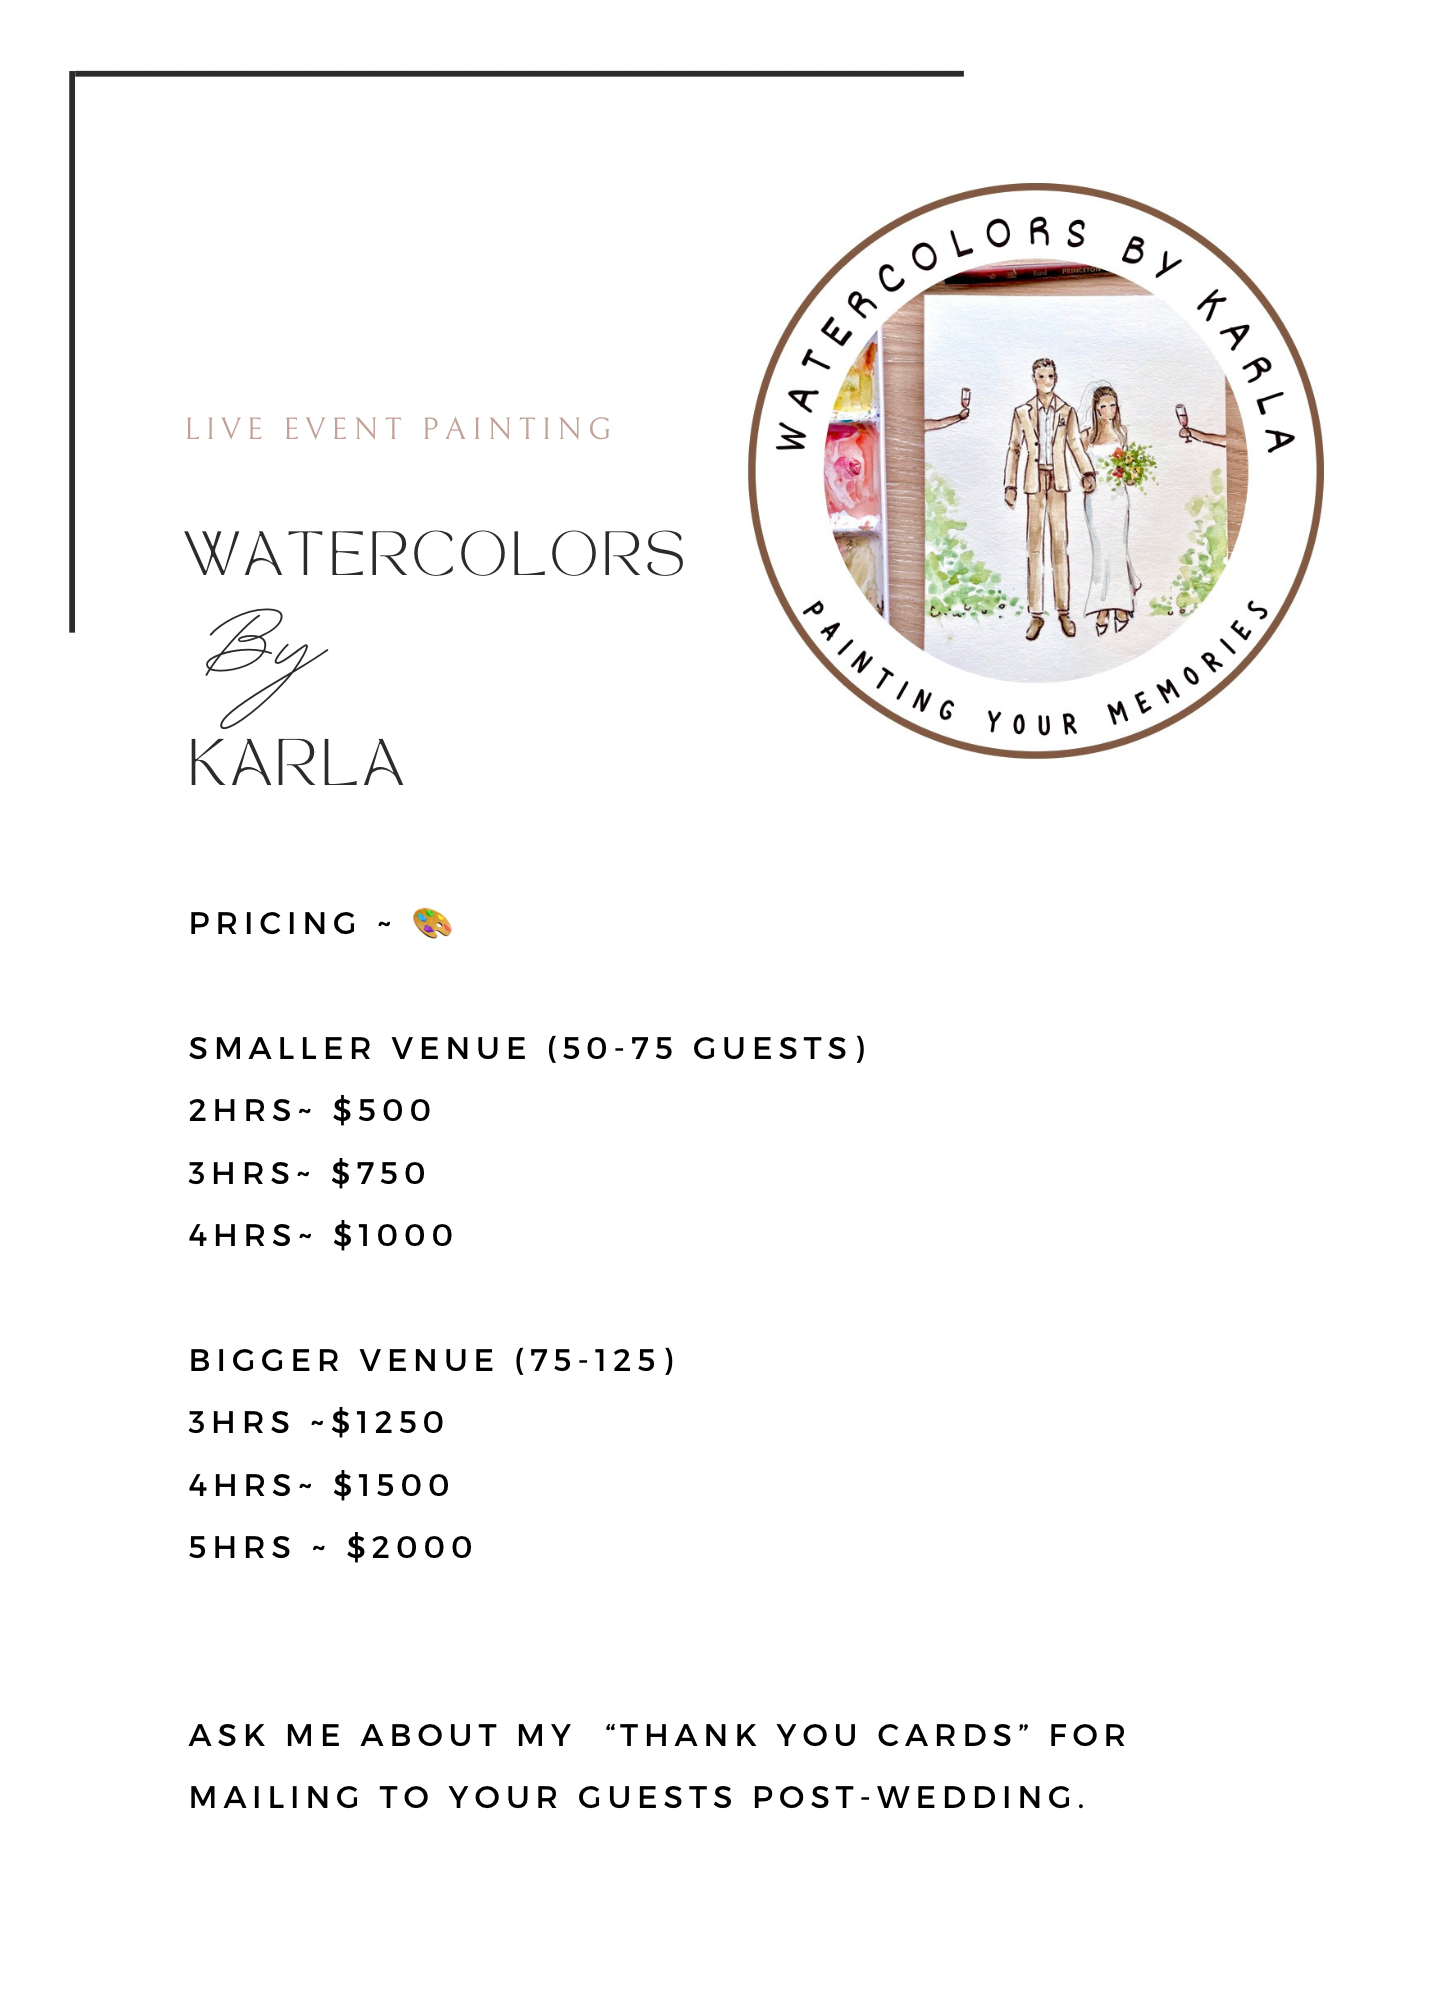 LIVE EVENT PAINTING
WATERCOLORS
By
KARLA
WATERCOLORS BY KARLA
PRINCETON
PAINTING YOUR MEMORIES
PRICING ~ 🎨
SMALLER VENUE (50-75 GUESTS)
2HRS~ $500
3HRS~ $750
4HRS~ $1000
BIGGER VENUE (75-125)
3HRS ~$1250
4HRS~ $1500
5HRS ~ $2000
ASK ME ABOUT MY “THANK YOU CARDS” FOR
MAILING TO YOUR GUESTS POST-WEDDING.